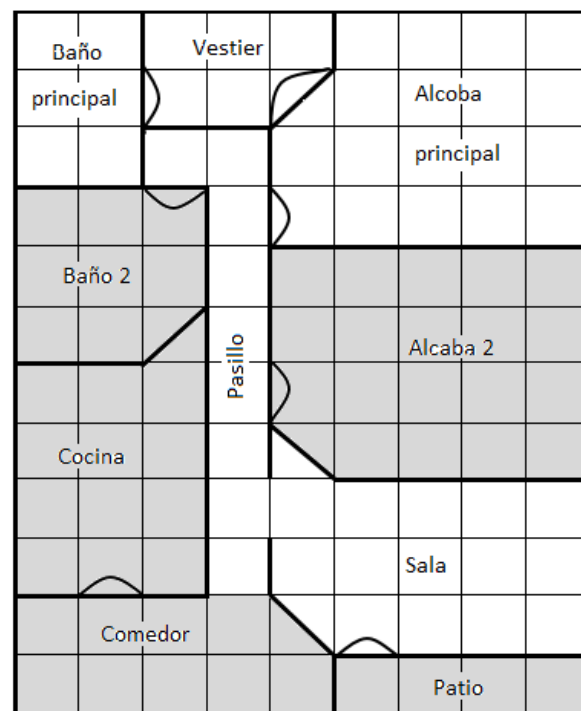 Baño
principal
Vestier
Alcoba
principal
Baño 2
Pasillo
Alcaba 2
Cocina
Sala
Comedor
Patio